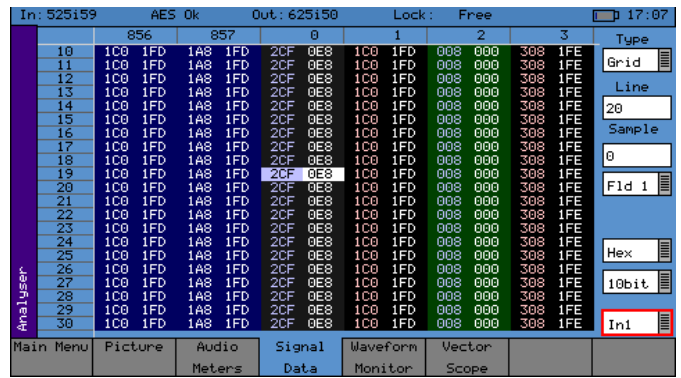 In: 525i59 AES Ok Out: 625i50 Lock: Free 17:07
856 857 0 1 2 3 Type
10 1C0 1FD 1A8 1FD 2CF 0E8 1C0 1FD 008 000 308 1FE
11 1C0 1FD 1A8 1FD 2CF 0E8 1C0 1FD 008 000 308 1FE Grid
12 1C0 1FD 1A8 1FD 2CF 0E8 1C0 1FD 008 000 308 1FE
13 1C0 1FD 1A8 1FD 2CF 0E8 1C0 1FD 008 000 308 1FE Line
14 1C0 1FD 1A8 1FD 2CF 0E8 1C0 1FD 008 000 308 1FE 20
15 1C0 1FD 1A8 1FD 2CF 0E8 1C0 1FD 008 000 308 1FE
16 1C0 1FD 1A8 1FD 2CF 0E8 1C0 1FD 008 000 308 1FE Sample
17 1C0 1FD 1A8 1FD 2CF 0E8 1C0 1FD 008 000 308 1FE
18 1C0 1FD 1A8 1FD 2CF 0E8 1C0 1FD 008 000 308 1FE 0
19 1C0 1FD 1A8 1FD 2CF 0E8 1C0 1FD 008 000 308 1FE
20 1C0 1FD 1A8 1FD 2CF 0E8 1C0 1FD 008 000 308 1FE Fld 1
21 1C0 1FD 1A8 1FD 2CF 0E8 1C0 1FD 008 000 308 1FE
22 1C0 1FD 1A8 1FD 2CF 0E8 1C0 1FD 008 000 308 1FE
23 1C0 1FD 1A8 1FD 2CF 0E8 1C0 1FD 008 000 308 1FE
24 1C0 1FD 1A8 1FD 2CF 0E8 1C0 1FD 008 000 308 1FE
25 1C0 1FD 1A8 1FD 2CF 0E8 1C0 1FD 008 000 308 1FE Hex
26 1C0 1FD 1A8 1FD 2CF 0E8 1C0 1FD 008 000 308 1FE
27 1C0 1FD 1A8 1FD 2CF 0E8 1C0 1FD 008 000 308 1FE 10bit
28 1C0 1FD 1A8 1FD 2CF 0E8 1C0 1FD 008 000 308 1FE
29 1C0 1FD 1A8 1FD 2CF 0E8 1C0 1FD 008 000 308 1FE
30 1C0 1FD 1A8 1FD 2CF 0E8 1C0 1FD 008 000 308 1FE In1
Analyser
Main Menu Picture Audio Signal Waveform Vector
Meters Data Monitor Scope